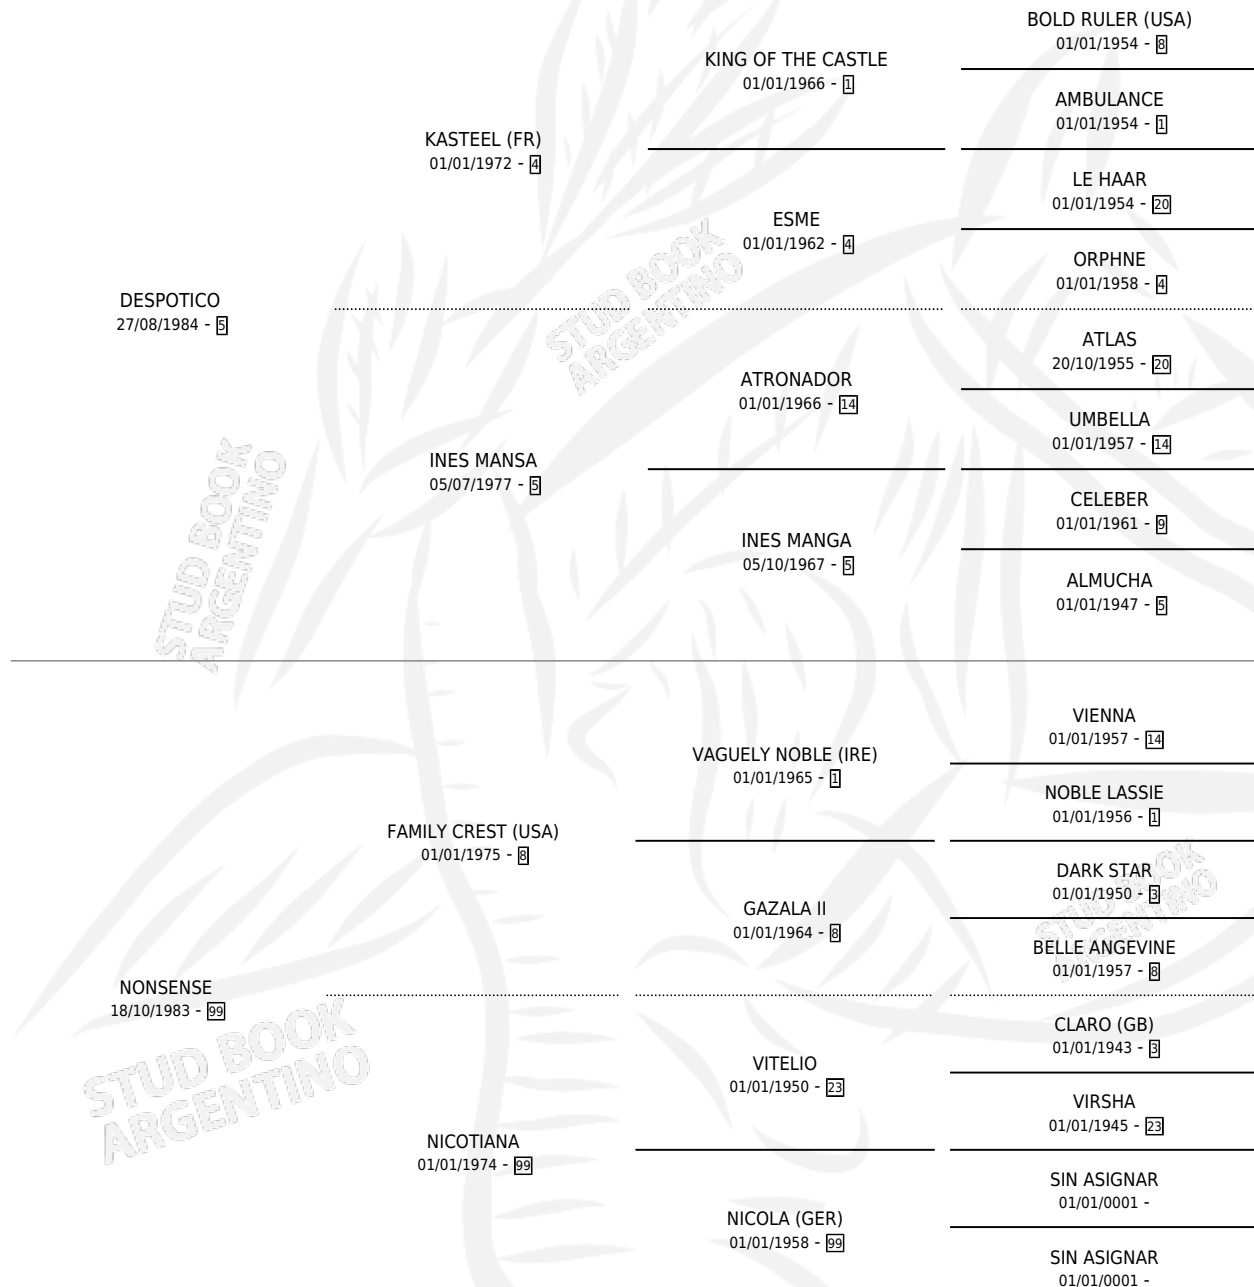 BOLD RULER (USA)
01/01/1954 - 8
KING OF THE CASTLE
01/01/1966 - 1
AMBULANCE
01/01/1954 - 1
KASTEEL (FR)
01/01/1972 - 4
LE HAAR
01/01/1954 - 20
ESME
01/01/1962 - 4
ORPHNE
01/01/1958 - 4
DESPOTICO
27/08/1984 - 5
ATLAS
20/10/1955 - 20
ATRONADOR
01/01/1966 - 14
UMBELLA
01/01/1957 - 14
INES MANSA
05/07/1977 - 5
CELEBER
01/01/1961 - 9
INES MANGA
05/10/1967 - 5
ALMUCHA
01/01/1947 - 5
VIENNA
01/01/1957 - 14
VAGUELY NOBLE (IRE)
01/01/1965 - 1
NOBLE LASSIE
01/01/1956 - 1
FAMILY CREST (USA)
01/01/1975 - 8
DARK STAR
01/01/1950 - 3
GAZALA II
01/01/1964 - 8
BELLE ANGEVINE
01/01/1957 - 8
NONSENSE
18/10/1983 - 99
CLARO (GB)
01/01/1943 - 3
VITELIO
01/01/1950 - 23
VIRSHA
01/01/1945 - 23
NICOTIANA
01/01/1974 - 99
SIN ASIGNAR
01/01/0001 -
NICOLA (GER)
01/01/1958 - 99
SIN ASIGNAR
01/01/0001 -
STUD BOOK
ARGENTINO
STUD BOOK
ARGENTINO
STUD BOOK
ARGENTINO
STUD BOOK
ARGENTINO